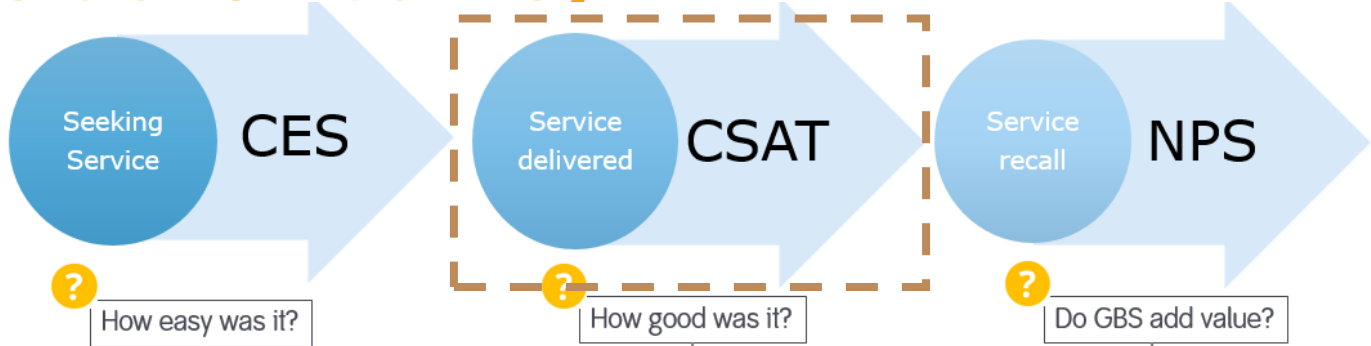 Seeking
Service
CES
Service
delivered
CSAT
Service
recall
NPS
?
How easy was it?
?
How good was it?
?
Do GBS add value?